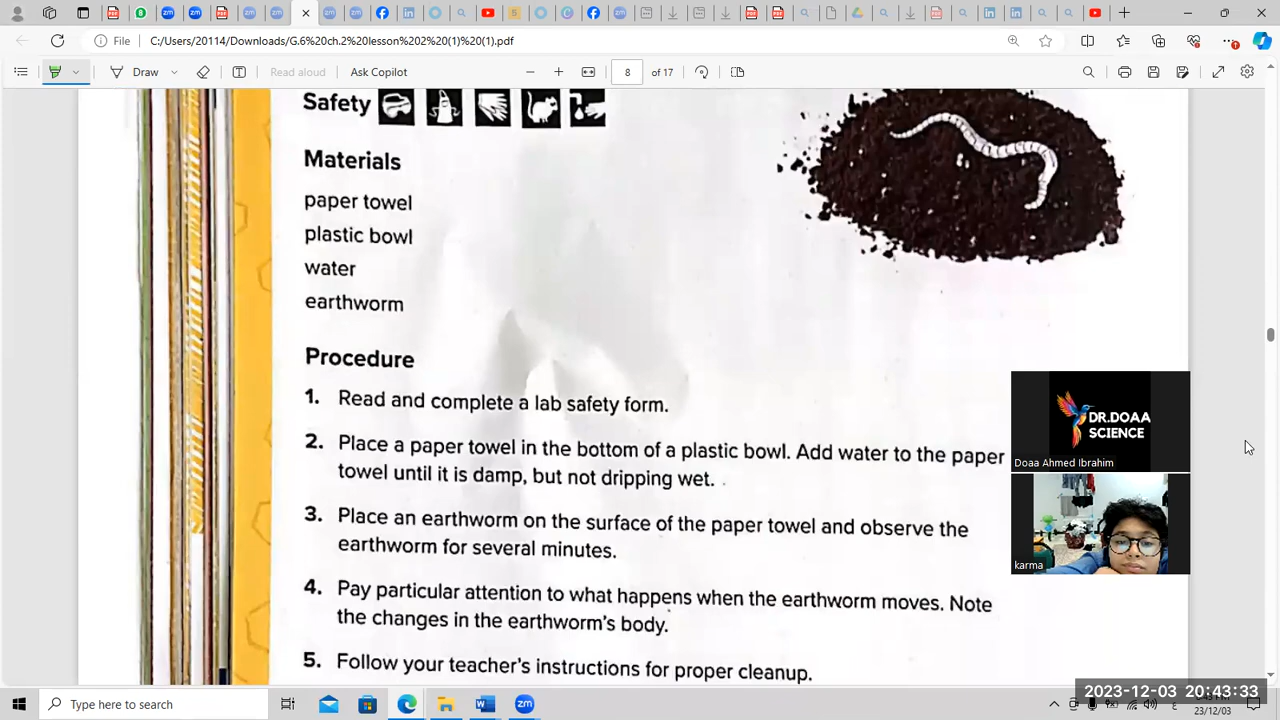 File
C:/Users/20114/Downloads/G.6%20ch.2%20lesson%202%20(1)%20(1).pdf
Draw
Read aloud
Ask Copilot
8
of 17
Safety
Materials
paper towel
plastic bowl
water
earthworm
Procedure
1. Read and complete a lab safety form.
2. Place a paper towel in the bottom of a plastic bowl. Add water to the paper
towel until it is damp, but not dripping wet.
3. Place an earthworm on the surface of the paper towel and observe the
earthworm for several minutes.
4. Pay particular attention to what happens when the earthworm moves. Note
the changes in the earthworm's body.
5. Follow your teacher's instructions for proper cleanup.
DR.DOAA
SCIENCE
Doaa Ahmed Ibrahim
karma
Type here to search
2023-12-03 20:43:33
23/12/03